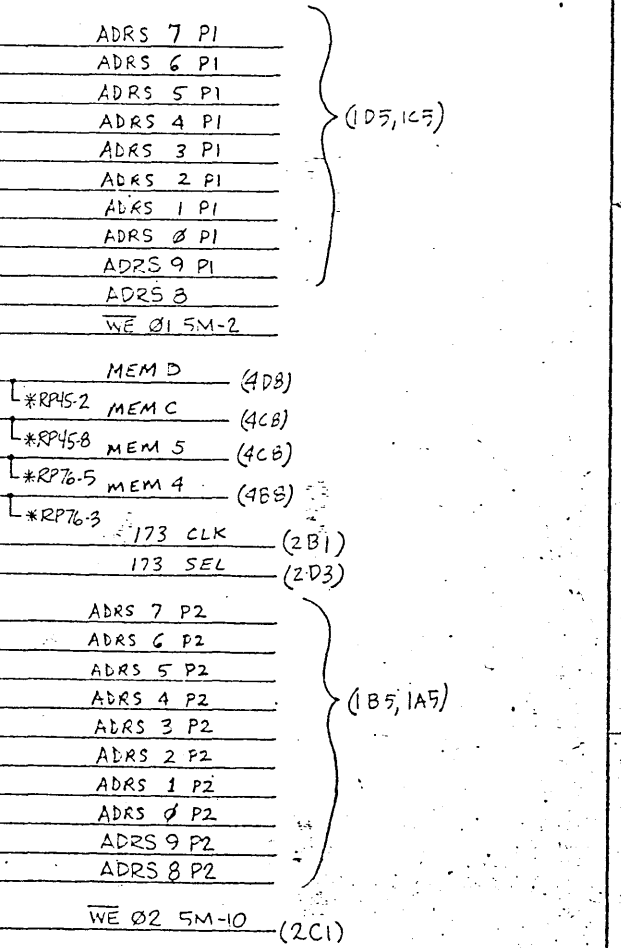 ADRS 7 P1
ADRS 6 P1
ADRS 5 P1
ADRS 4 P1
(1D5, 1C5)
ADRS 3 P1
ADRS 2 P1
ADRS 1 P1
ADRS Ø P1
ADRS 9 P1
ADRS 8
W̅E̅ Ø1 5M-2
MEM D (4D8)
*RP45-2 MEM C (4C8)
*RP45-8 MEM 5 (4C8)
*RP76-5 MEM 4 (4B8)
*RP76-3
173 CLK (2B1)
173 SEL (2D3)
ADRS 7 P2
ADRS 6 P2
ADRS 5 P2
ADRS 4 P2 (1B5, 1A5)
ADRS 3 P2
ADRS 2 P2
ADRS 1 P2
ADRS Ø P2
ADRS 9 P2
ADRS 8 P2
W̅E̅ Ø2 5M-10 (2C1)